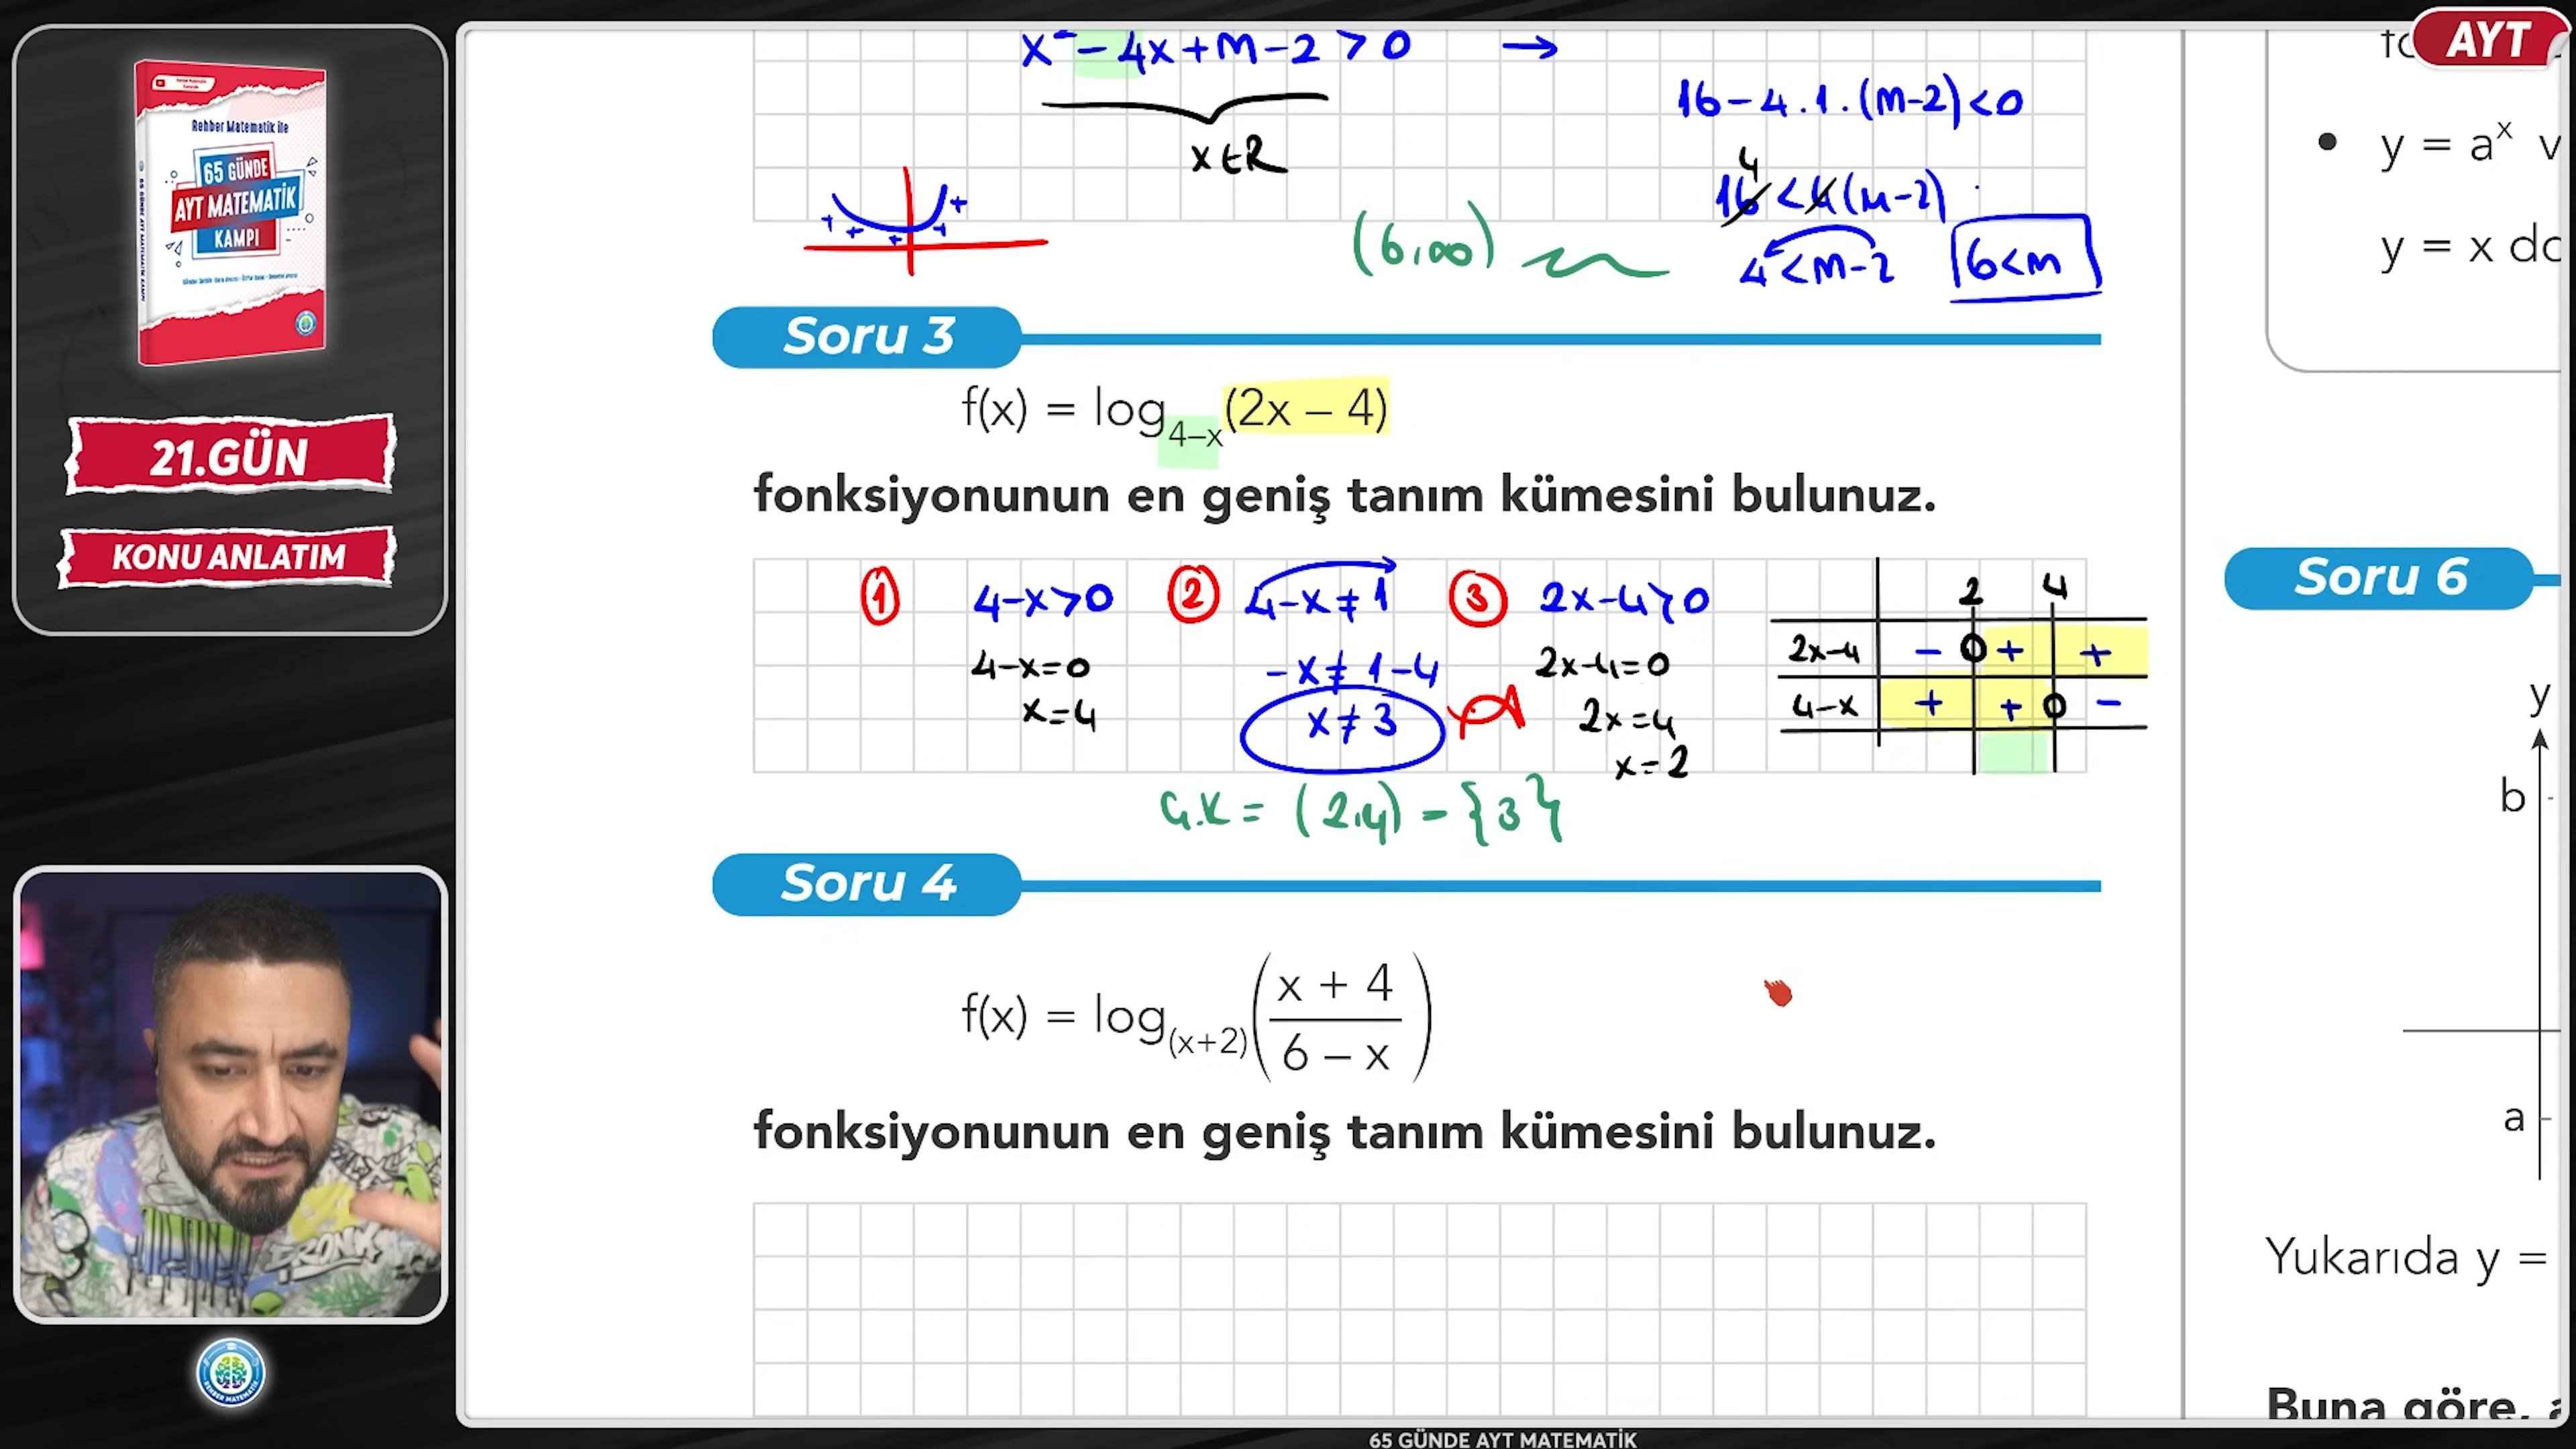 Rehber Matematik ile
65 GÜNDE
AYT MATEMATİK
KAMPI
21.GÜN
KONU ANLATIM
REHBER MATEMATİK
x² - 4x + m - 2 > 0 →
x ∈ R
+ + + + +
16 - 4.1.(m-2) < 0
4
16 < 4(m-2)
4 < m-2
6 < m
(6,∞)
Soru 3
f(x) = log₄₋ₓ(2x – 4)
fonksiyonunun en geniş tanım kümesini bulunuz.
1 4-x>0
4-x=0
x=4
2 4-x≠1
-x≠1-4
x≠3
3 2x-4>0
2x-4=0
2x=4
x=2
2 4
2x-4 - 0 + +
4-x + + 0 -
Ç.K = (2,4) - {3}
Soru 4
f(x) = log₍ₓ₊₂₎((x + 4)/(6 – x))
fonksiyonunun en geniş tanım kümesini bulunuz.
AYT
• y = aˣ v
y = x do
Soru 6
y
b
a
Yukarıda y =
Buna göre, a
65 GÜNDE AYT MATEMATİK